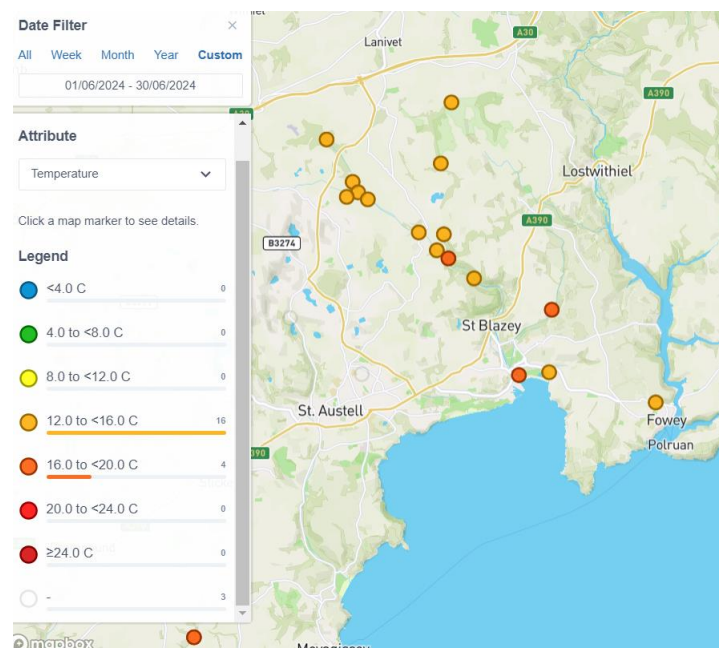 Date Filter ×
All Week Month Year Custom
01/06/2024 - 30/06/2024
Attribute
Temperature
Click a map marker to see details.
Legend
<4.0 C 0
4.0 to <8.0 C 0
8.0 to <12.0 C 0
12.0 to <16.0 C 16
16.0 to <20.0 C 4
20.0 to <24.0 C 0
≥24.0 C 0
- 3
mapbox
Lanivet
A30
A390
Lostwithiel
A390
B3274
St Blazey
St. Austell
Fowey
Polruan
390